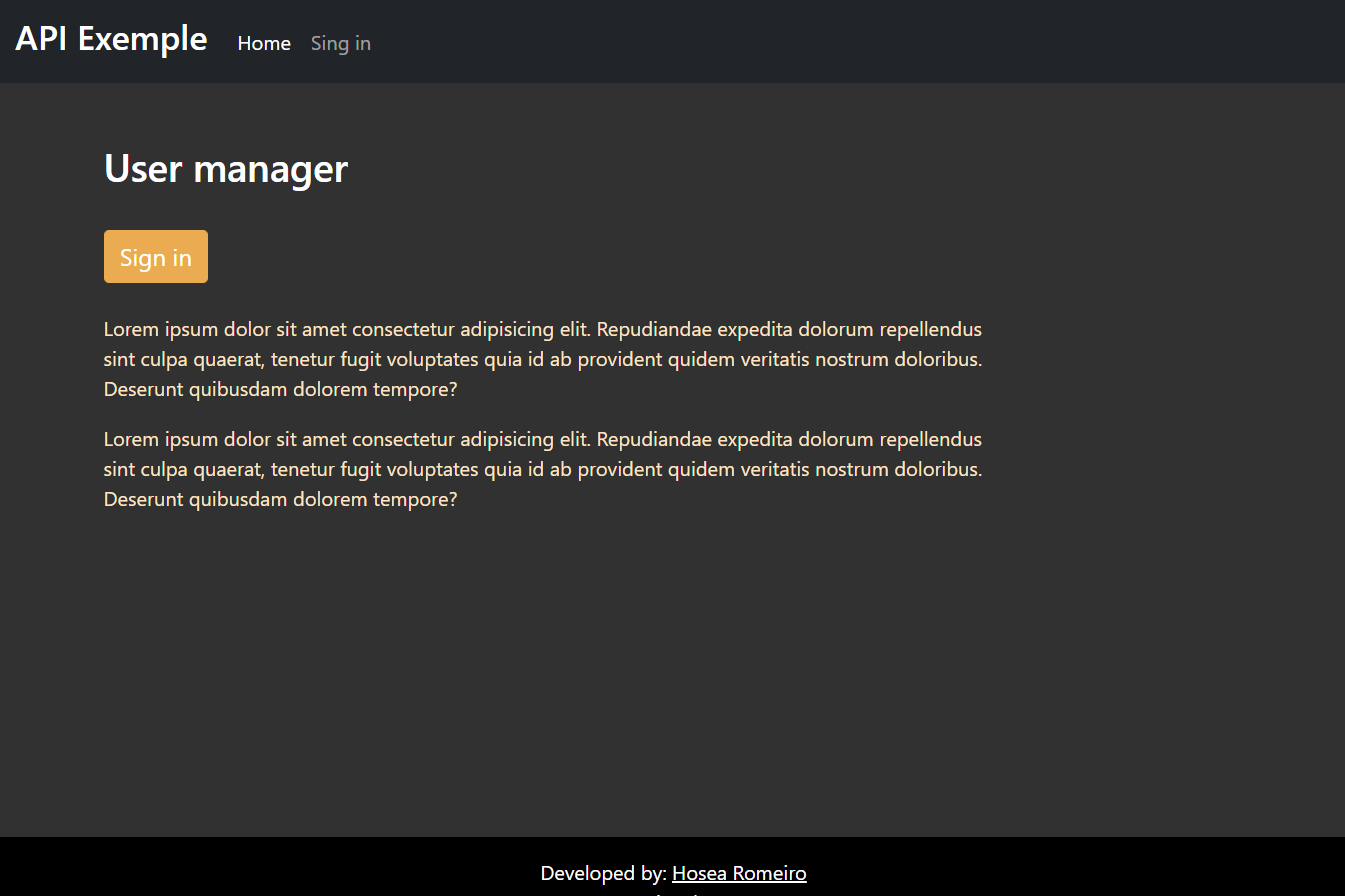 API Exemple Home Sing in
User manager
Sign in
Lorem ipsum dolor sit amet consectetur adipisicing elit. Repudiandae expedita dolorum repellendus
sint culpa quaerat, tenetur fugit voluptates quia id ab provident quidem veritatis nostrum doloribus.
Deserunt quibusdam dolorem tempore?
Lorem ipsum dolor sit amet consectetur adipisicing elit. Repudiandae expedita dolorum repellendus
sint culpa quaerat, tenetur fugit voluptates quia id ab provident quidem veritatis nostrum doloribus.
Deserunt quibusdam dolorem tempore?
Developed by: Hosea Romeiro